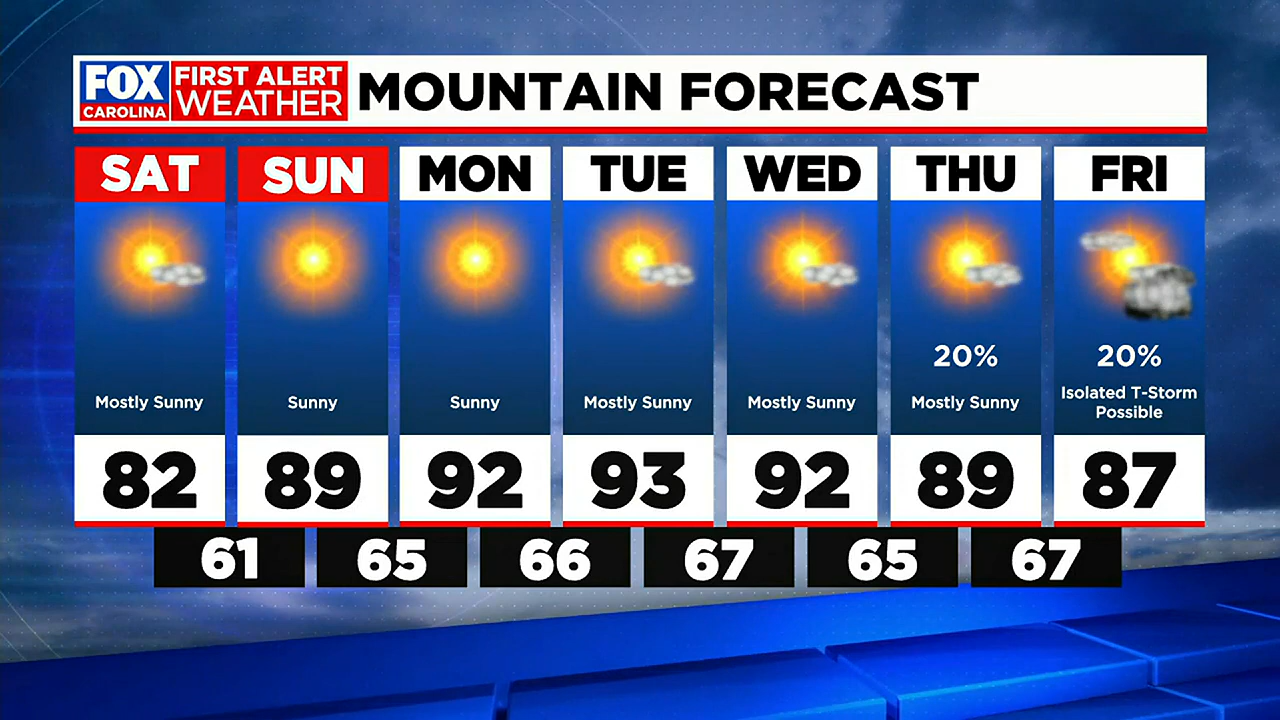 FOX
CAROLINA
FIRST ALERT
WEATHER
MOUNTAIN FORECAST
SAT
SUN
MON
TUE
WED
THU
FRI
20%
20%
Mostly Sunny
Sunny
Sunny
Mostly Sunny
Mostly Sunny
Mostly Sunny
Isolated T-Storm
Possible
82
89
92
93
92
89
87
61
65
66
67
65
67